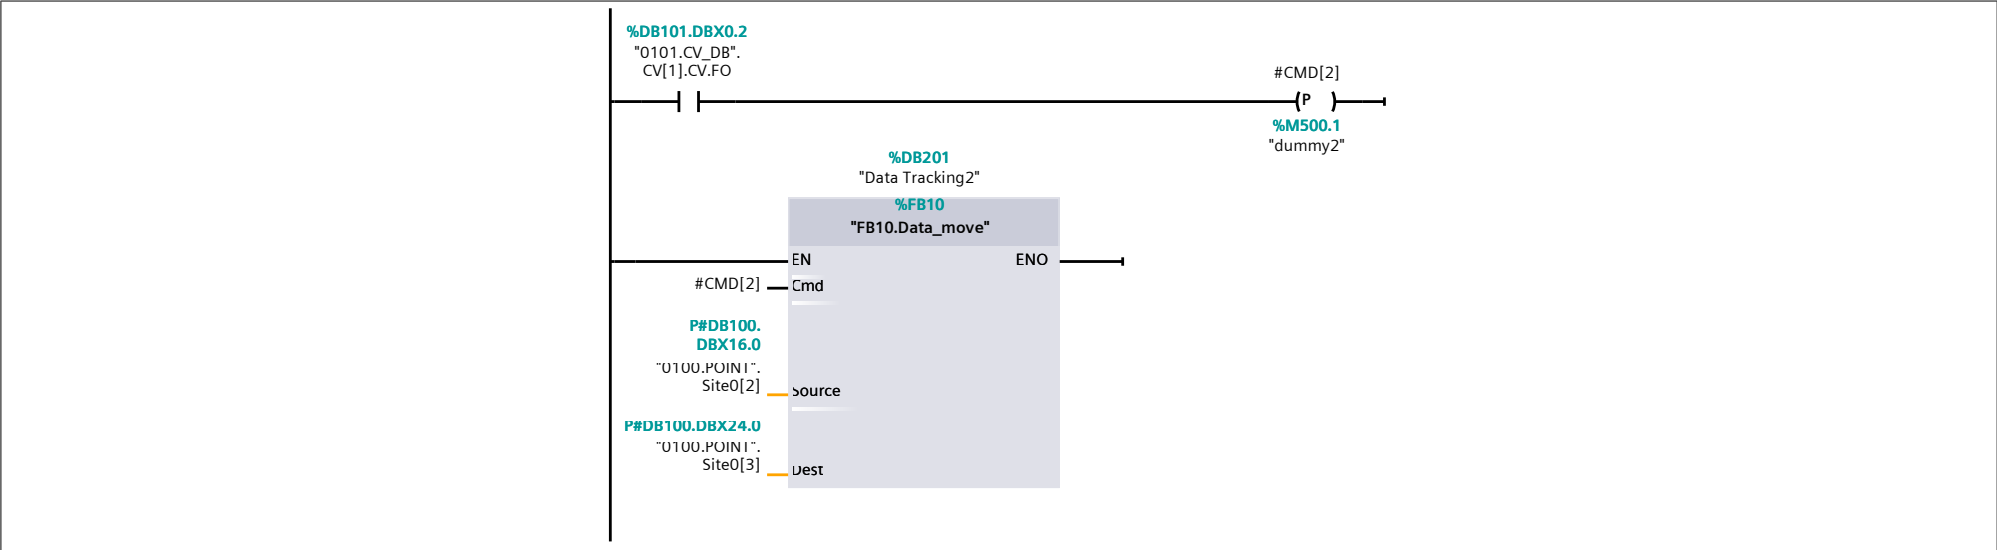 %DB101.DBX0.2
"0101.CV_DB".
CV[1].CV.FO
#CMD[2]
P
%M500.1
"dummy2"
%DB201
"Data Tracking2"
%FB10
"FB10.Data_move"
EN
ENO
#CMD[2]
Cmd
P#DB100.
DBX16.0
"0100.POINT".
Site0[2]
Source
P#DB100.DBX24.0
"0100.POINT".
Site0[3]
Dest